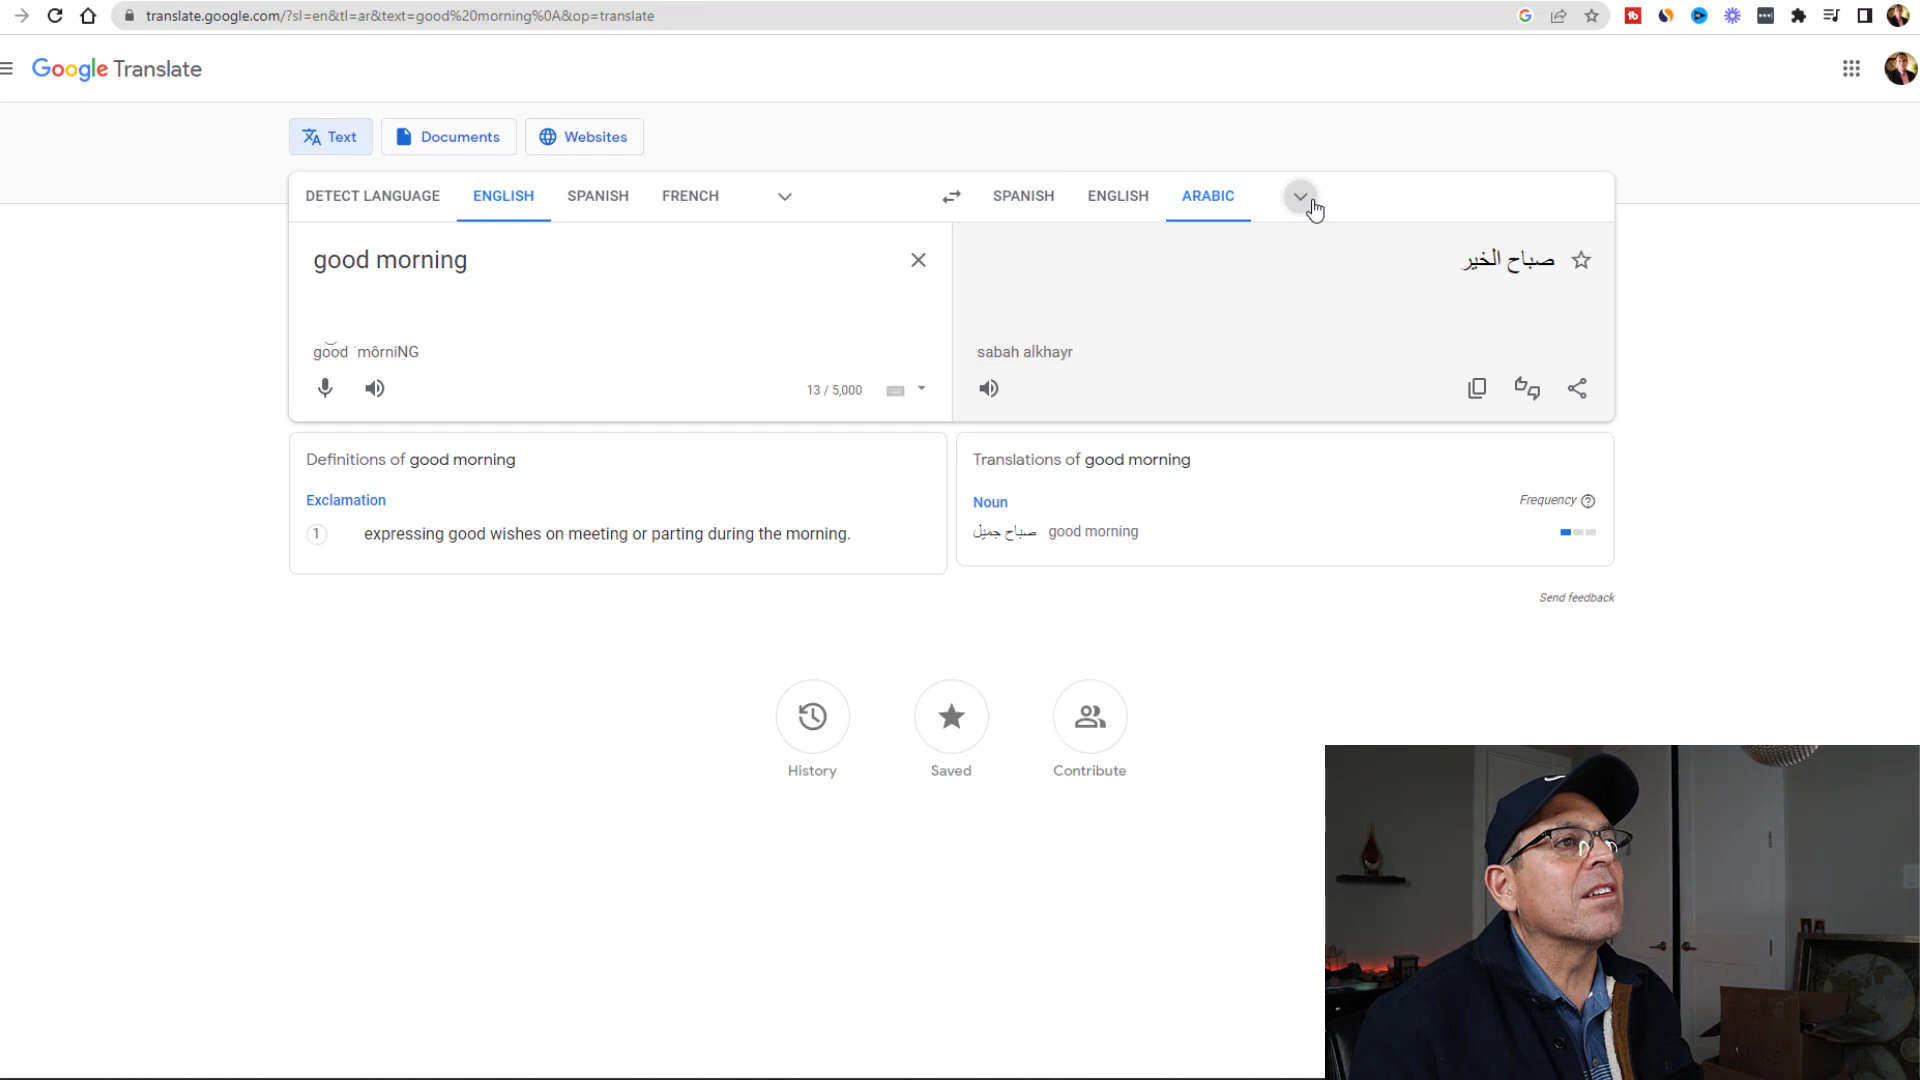 translate.google.com/?sl=en&tl=ar&text=good%20morning%0A&op=translate
Google Translate
Text
Documents
Websites
DETECT LANGUAGE
ENGLISH
SPANISH
FRENCH
SPANISH
ENGLISH
ARABIC
good morning
صباح الخير
good ˈmôrniNG
sabah alkhayr
13 / 5,000
Definitions of good morning
Exclamation
1 expressing good wishes on meeting or parting during the morning.
Translations of good morning
Noun
Frequency
صباح جميل good morning
Send feedback
History
Saved
Contribute